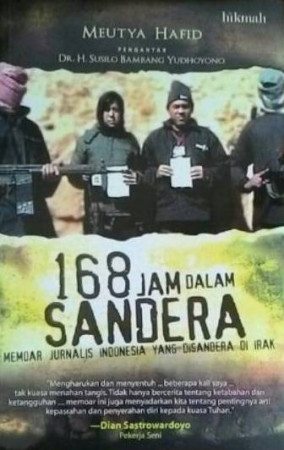 hikmah
MEUTYA HAFID
PENGANTAR
DR. H. SUSILO BAMBANG YUDHOYONO
168 JAM DALAM
SANDERA
MEMOAR JURNALIS INDONESIA YANG DISANDERA DI IRAK
"Mengharukan dan menyentuh ... beberapa kali saya ...
tak kuasa menahan tangis. Tidak hanya bercerita tentang ketabahan dan
ketangguhan ... memoar ini juga menyadarkan kita tentang pentingnya arti
kepasrahan dan penyerahan diri kepada kuasa Tuhan."
—Dian Sastrowardoyo
Pekerja Seni